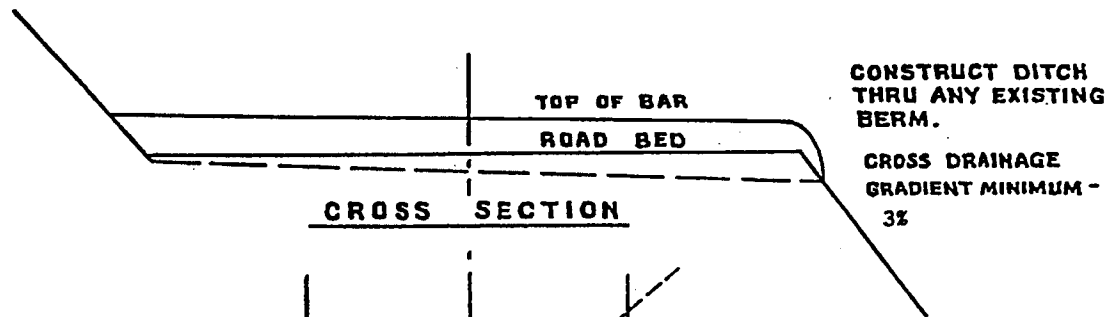 TOP OF BAR
ROAD BED
CROSS SECTION
CONSTRUCT DITCH
THRU ANY EXISTING
BERM.
CROSS DRAINAGE
GRADIENT MINIMUM -
3%